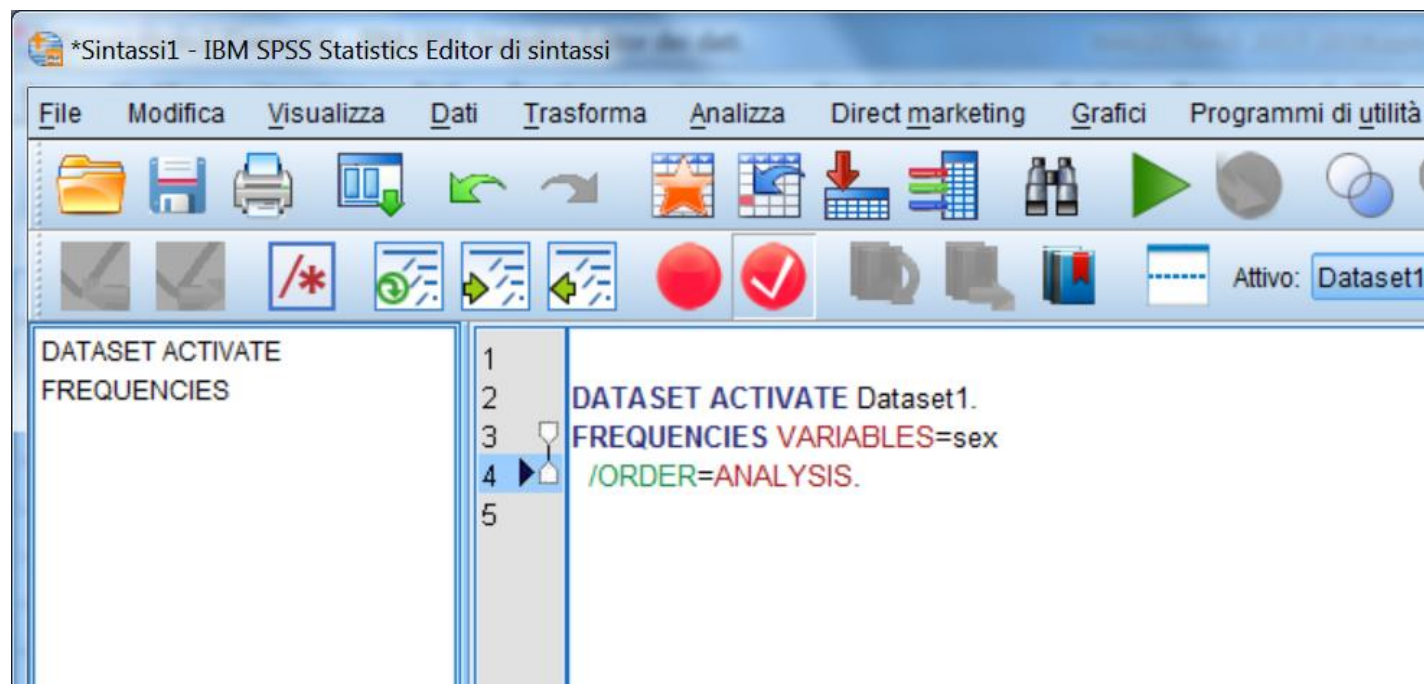 *Sintassi1 - IBM SPSS Statistics Editor di sintassi
File Modifica Visualizza Dati Trasforma Analizza Direct marketing Grafici Programmi di utilità
/*
Attivo: Dataset1
DATASET ACTIVATE
FREQUENCIES
1
2 DATASET ACTIVATE Dataset1.
3 FREQUENCIES VARIABLES=sex
4 /ORDER=ANALYSIS.
5